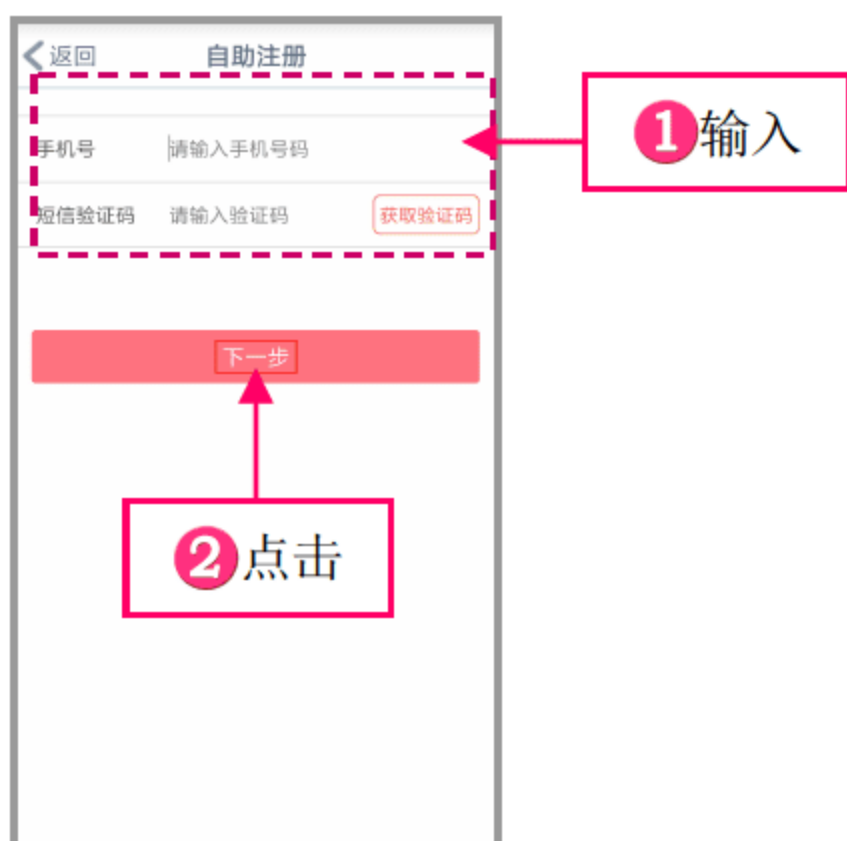 返回 自助注册
❶输入
手机号 请输入手机号码
短信验证码 请输入验证码 获取验证码
下一步
❷点击